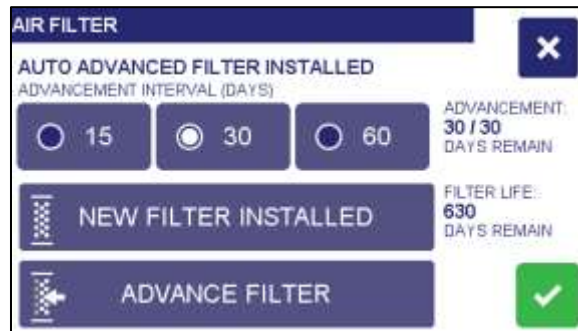 AIR FILTER
AUTO ADVANCED FILTER INSTALLED
ADVANCEMENT INTERVAL (DAYS)
15
30
60
ADVANCEMENT:
30 / 30
DAYS REMAIN
NEW FILTER INSTALLED
FILTER LIFE:
630
DAYS REMAIN
ADVANCE FILTER